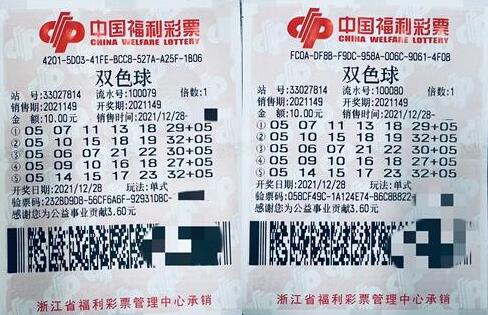 中国福利彩票
CHINA WELFARE LOTTERY
4201-5D03-41FE-BCC8-527A-A25F-1B06
双色球
站 号:33027814 流水号:100079 倍数:1
销售期:2021149 开奖期:2021149
金 额:10.00元 销售时间:2021/12/28-
① 05 07 11 13 18 29+05
② 05 10 15 18 19 32+05
③ 05 06 07 21 22 30+05
④ 05 09 10 16 18 27+05
⑤ 05 14 15 17 23 32+05
开奖日期:2021/12/28 玩法:单式
验票码:232BD9D8-56CF6A6F-92931D8C-
感谢您为公益事业贡献3.60元
浙江省福利彩票管理中心承销
中国福利彩票
CHINA WELFARE LOTTERY
FC0A-DF8B-F9DC-958A-006C-9061-4F0B
双色球
站 号:33027814 流水号:100080 倍数:1
销售期:2021149 开奖期:2021149
金 额:10.00元 销售时间:2021/12/28-
① 05 07 11 13 18 29+05
② 05 10 15 18 19 32+05
③ 05 06 07 21 22 30+05
④ 05 09 10 16 18 27+05
⑤ 05 14 15 17 23 32+05
开奖日期:2021/12/28 玩法:单式
验票码:058CF49C-1A124E74-86C8B822
感谢您为公益事业贡献3.60元
浙江省福利彩票管理中心承销